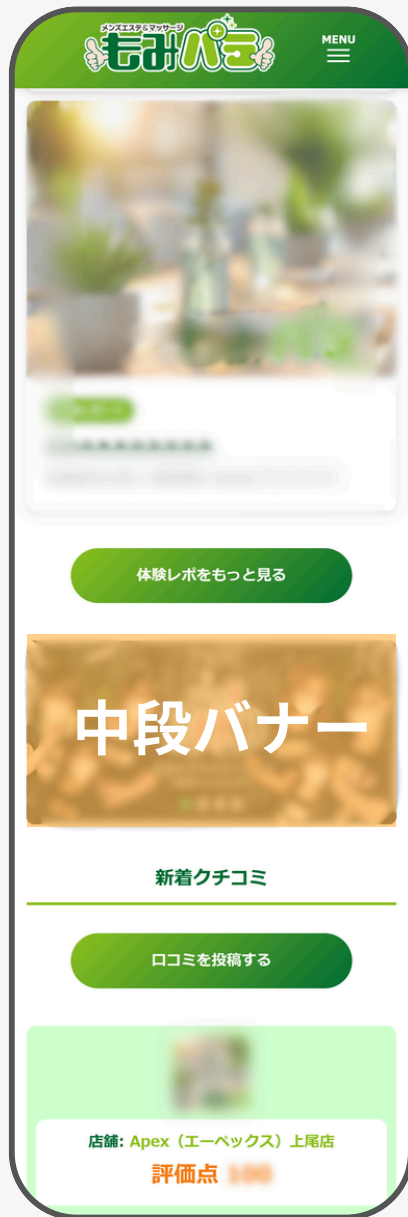 メンズエステ&マッサージ
もみパラ
MENU
体験レポをもっと見る
中段バナー
新着クチコミ
口コミを投稿する
店舗: Apex（エーペックス）上尾店
評価点 100